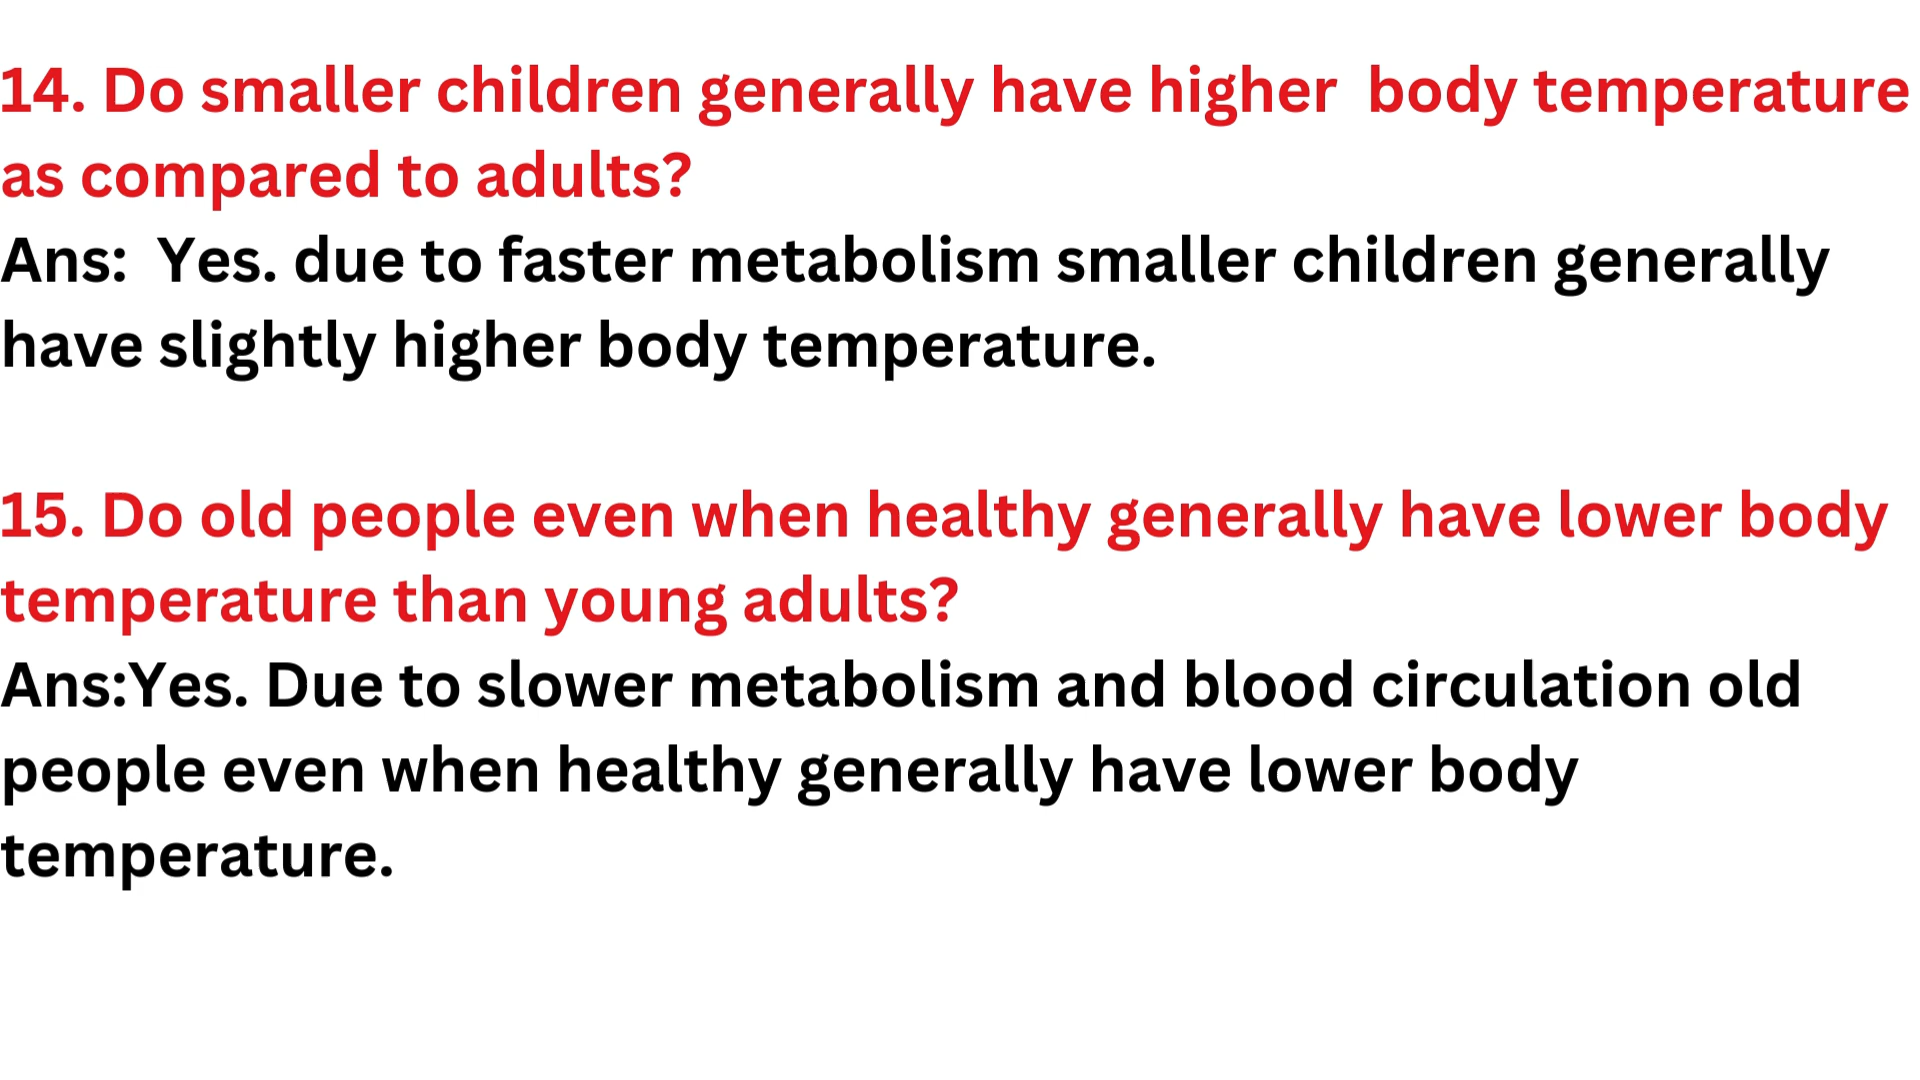 14. Do smaller children generally have higher  body temperature
as compared to adults?
Ans:  Yes. due to faster metabolism smaller children generally
have slightly higher body temperature.
15. Do old people even when healthy generally have lower body
temperature than young adults?
Ans:Yes. Due to slower metabolism and blood circulation old
people even when healthy generally have lower body
temperature.